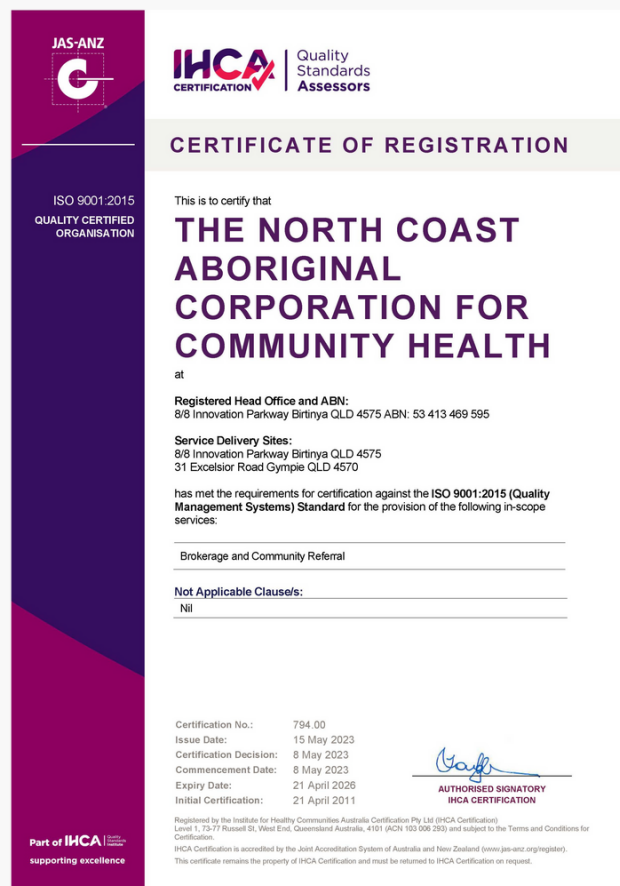 JAS-ANZ
IHCA
CERTIFICATION
Quality
Standards
Assessors
CERTIFICATE OF REGISTRATION
ISO 9001:2015
QUALITY CERTIFIED
ORGANISATION
This is to certify that
THE NORTH COAST
ABORIGINAL
CORPORATION FOR
COMMUNITY HEALTH
at
Registered Head Office and ABN:
8/8 Innovation Parkway Birtinya QLD 4575 ABN: 53 413 469 595
Service Delivery Sites:
8/8 Innovation Parkway Birtinya QLD 4575
31 Excelsior Road Gympie QLD 4570
has met the requirements for certification against the ISO 9001:2015 (Quality
Management Systems) Standard for the provision of the following in-scope
services:
Brokerage and Community Referral
Not Applicable Clause/s:
Nil
Certification No.: 794.00
Issue Date: 15 May 2023
Certification Decision: 8 May 2023
Commencement Date: 8 May 2023
Expiry Date: 21 April 2026
Initial Certification: 21 April 2011
AUTHORISED SIGNATORY
IHCA CERTIFICATION
Registered by the Institute for Healthy Communities Australia Certification Pty Ltd (IHCA Certification)
Level 1, 73-77 Russell St, West End, Queensland Australia, 4101 (ACN 103 006 293) and subject to the Terms and Conditions for
Certification.
IHCA Certification is accredited by the Joint Accreditation System of Australia and New Zealand (www.jas-anz.org/register).
This certificate remains the property of IHCA Certification and must be returned to IHCA Certification on request.
Part of IHCA
Quality
Standards
Institute
supporting excellence